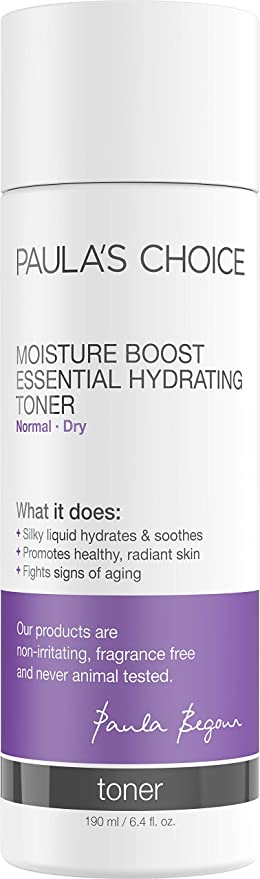 PAULA'S CHOICE
MOISTURE BOOST
ESSENTIAL HYDRATING
TONER
Normal · Dry
What it does:
+ Silky liquid hydrates & soothes
+ Promotes healthy, radiant skin
+ Fights signs of aging
Our products are
non-irritating, fragrance free
and never animal tested.
Paula Begoun
toner
190 ml / 6.4 fl. oz.